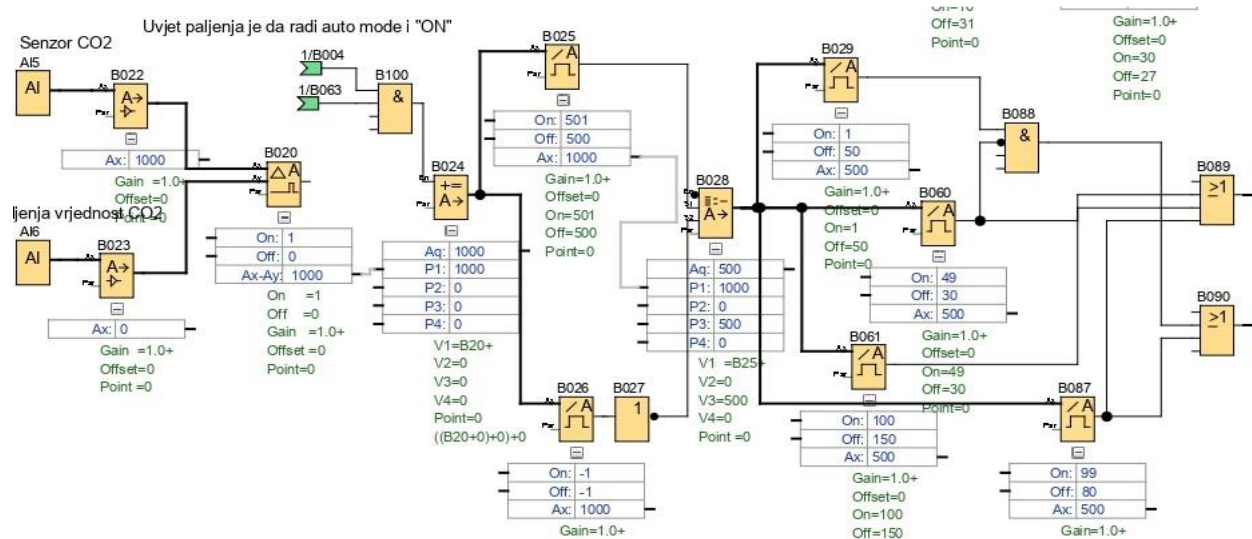 Uvjet paljenja je da radi auto mode i "ON"
Senzor CO2
AI5
AI
B022
A→
Par
Ax: 1000
Gain =1.0+
Offset=0
Point=0
ljenja vrjednost CO2
AI6
AI
B023
A→
Par
Ax: 0
Gain =1.0+
Offset=0
Point =0
B020
A
On: 1
Off: 0
Ax-Ay: 1000
On =1
Off =0
Gain =1.0+
Offset =0
Point=0
1/B004
1/B063
B100
&
B024
+=
A→
Aq: 1000
P1: 1000
P2: 0
P3: 0
P4: 0
V1=B20+
V2=0
V3=0
V4=0
Point=0
((B20+0)+0)+0
B025
A
Par
On: 501
Off: 500
Ax: 1000
Gain=1.0+
Offset=0
On=501
Off=500
Point=0
B026
A
Par
On: -1
Off: -1
Ax: 1000
Gain=1.0+
B027
1
B028
A→
Aq: 500
P1: 1000
P2: 0
P3: 500
P4: 0
V1 =B25+
V2=0
V3=500
V4=0
Point =0
B029
A
Par
On: 1
Off: 50
Ax: 500
Gain=1.0+
Offset=0
On=1
Off=50
Point=0
B060
A
Par
On: 49
Off: 30
Ax: 500
Gain=1.0+
Offset=0
On=49
Off=30
Point=0
B061
A
Par
On: 100
Off: 150
Ax: 500
Gain=1.0+
Offset=0
On=100
Off=150
B087
A
Par
On: 99
Off: 80
Ax: 500
Gain=1.0+
Off=31
Point=0
Gain=1.0+
Offset=0
On=30
Off=27
Point=0
B088
&
B089
≥1
B090
≥1